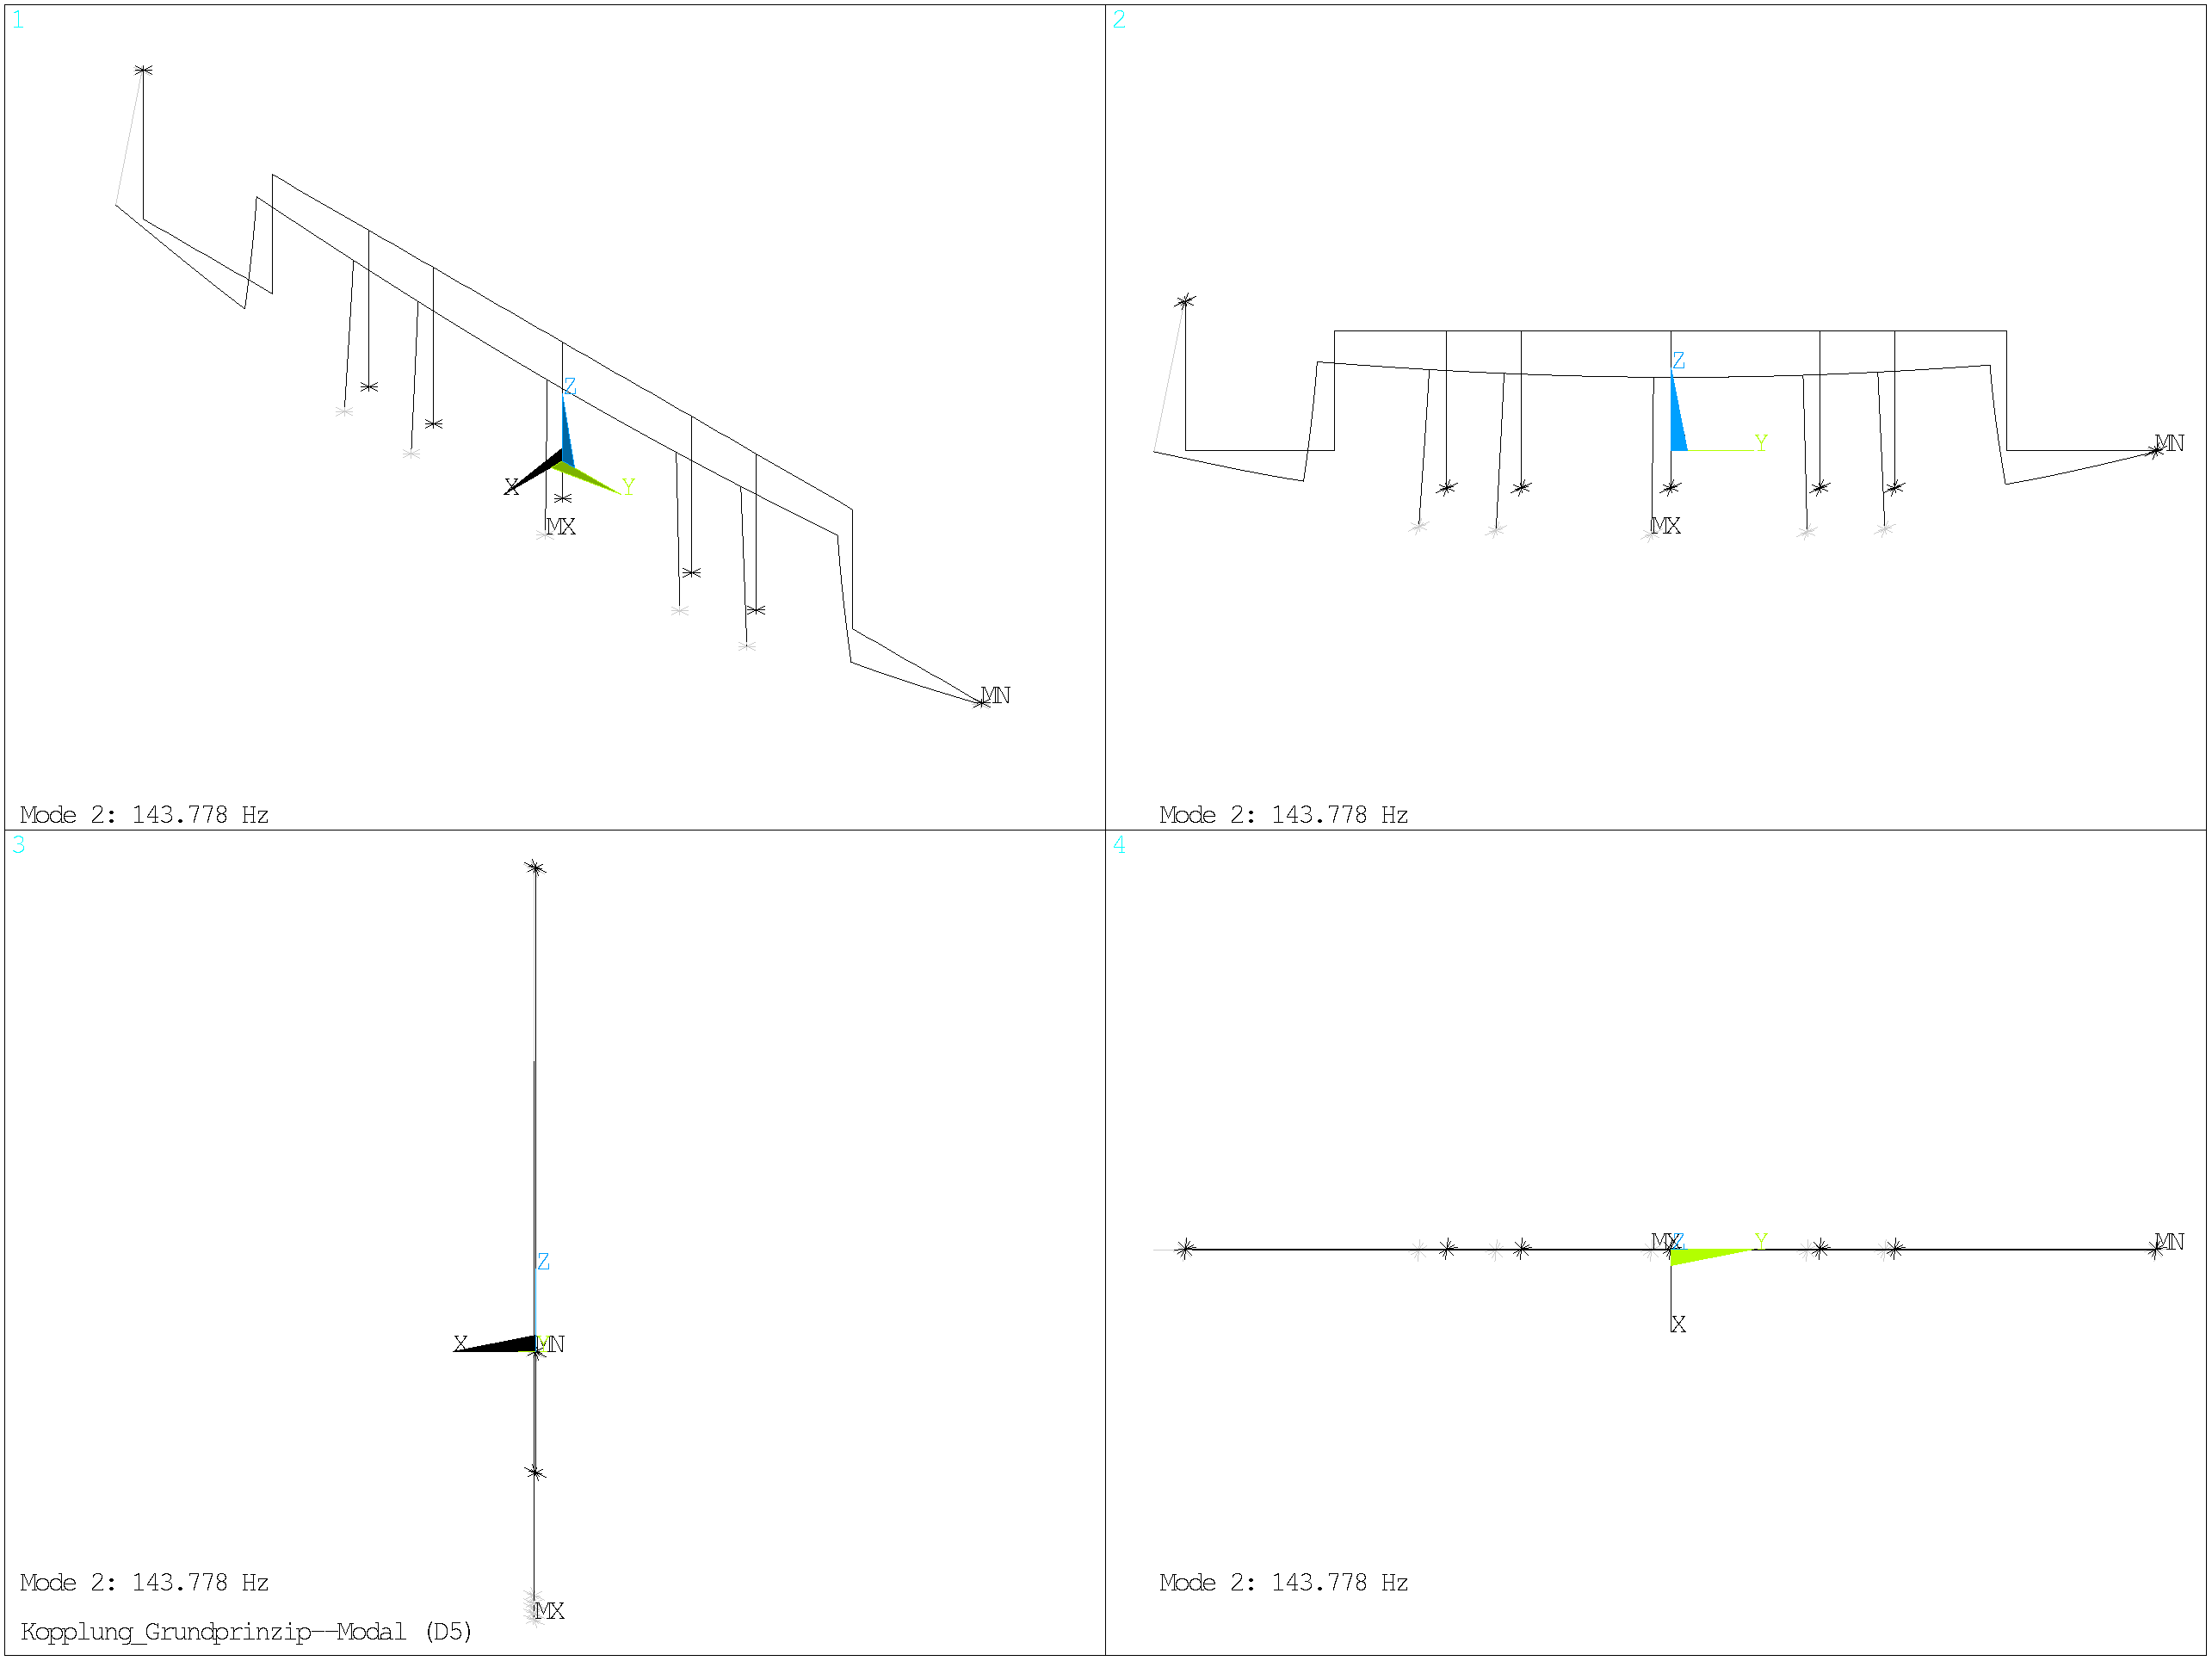 1
Z
X
Y
MX
MN
Mode 2: 143.778 Hz
2
Z
Y
MN
MX
Mode 2: 143.778 Hz
3
Z
X
Y
MN
MX
Mode 2: 143.778 Hz
Kopplung_Grundprinzip--Modal (D5)
4
MX
Z
Y
MN
X
Mode 2: 143.778 Hz